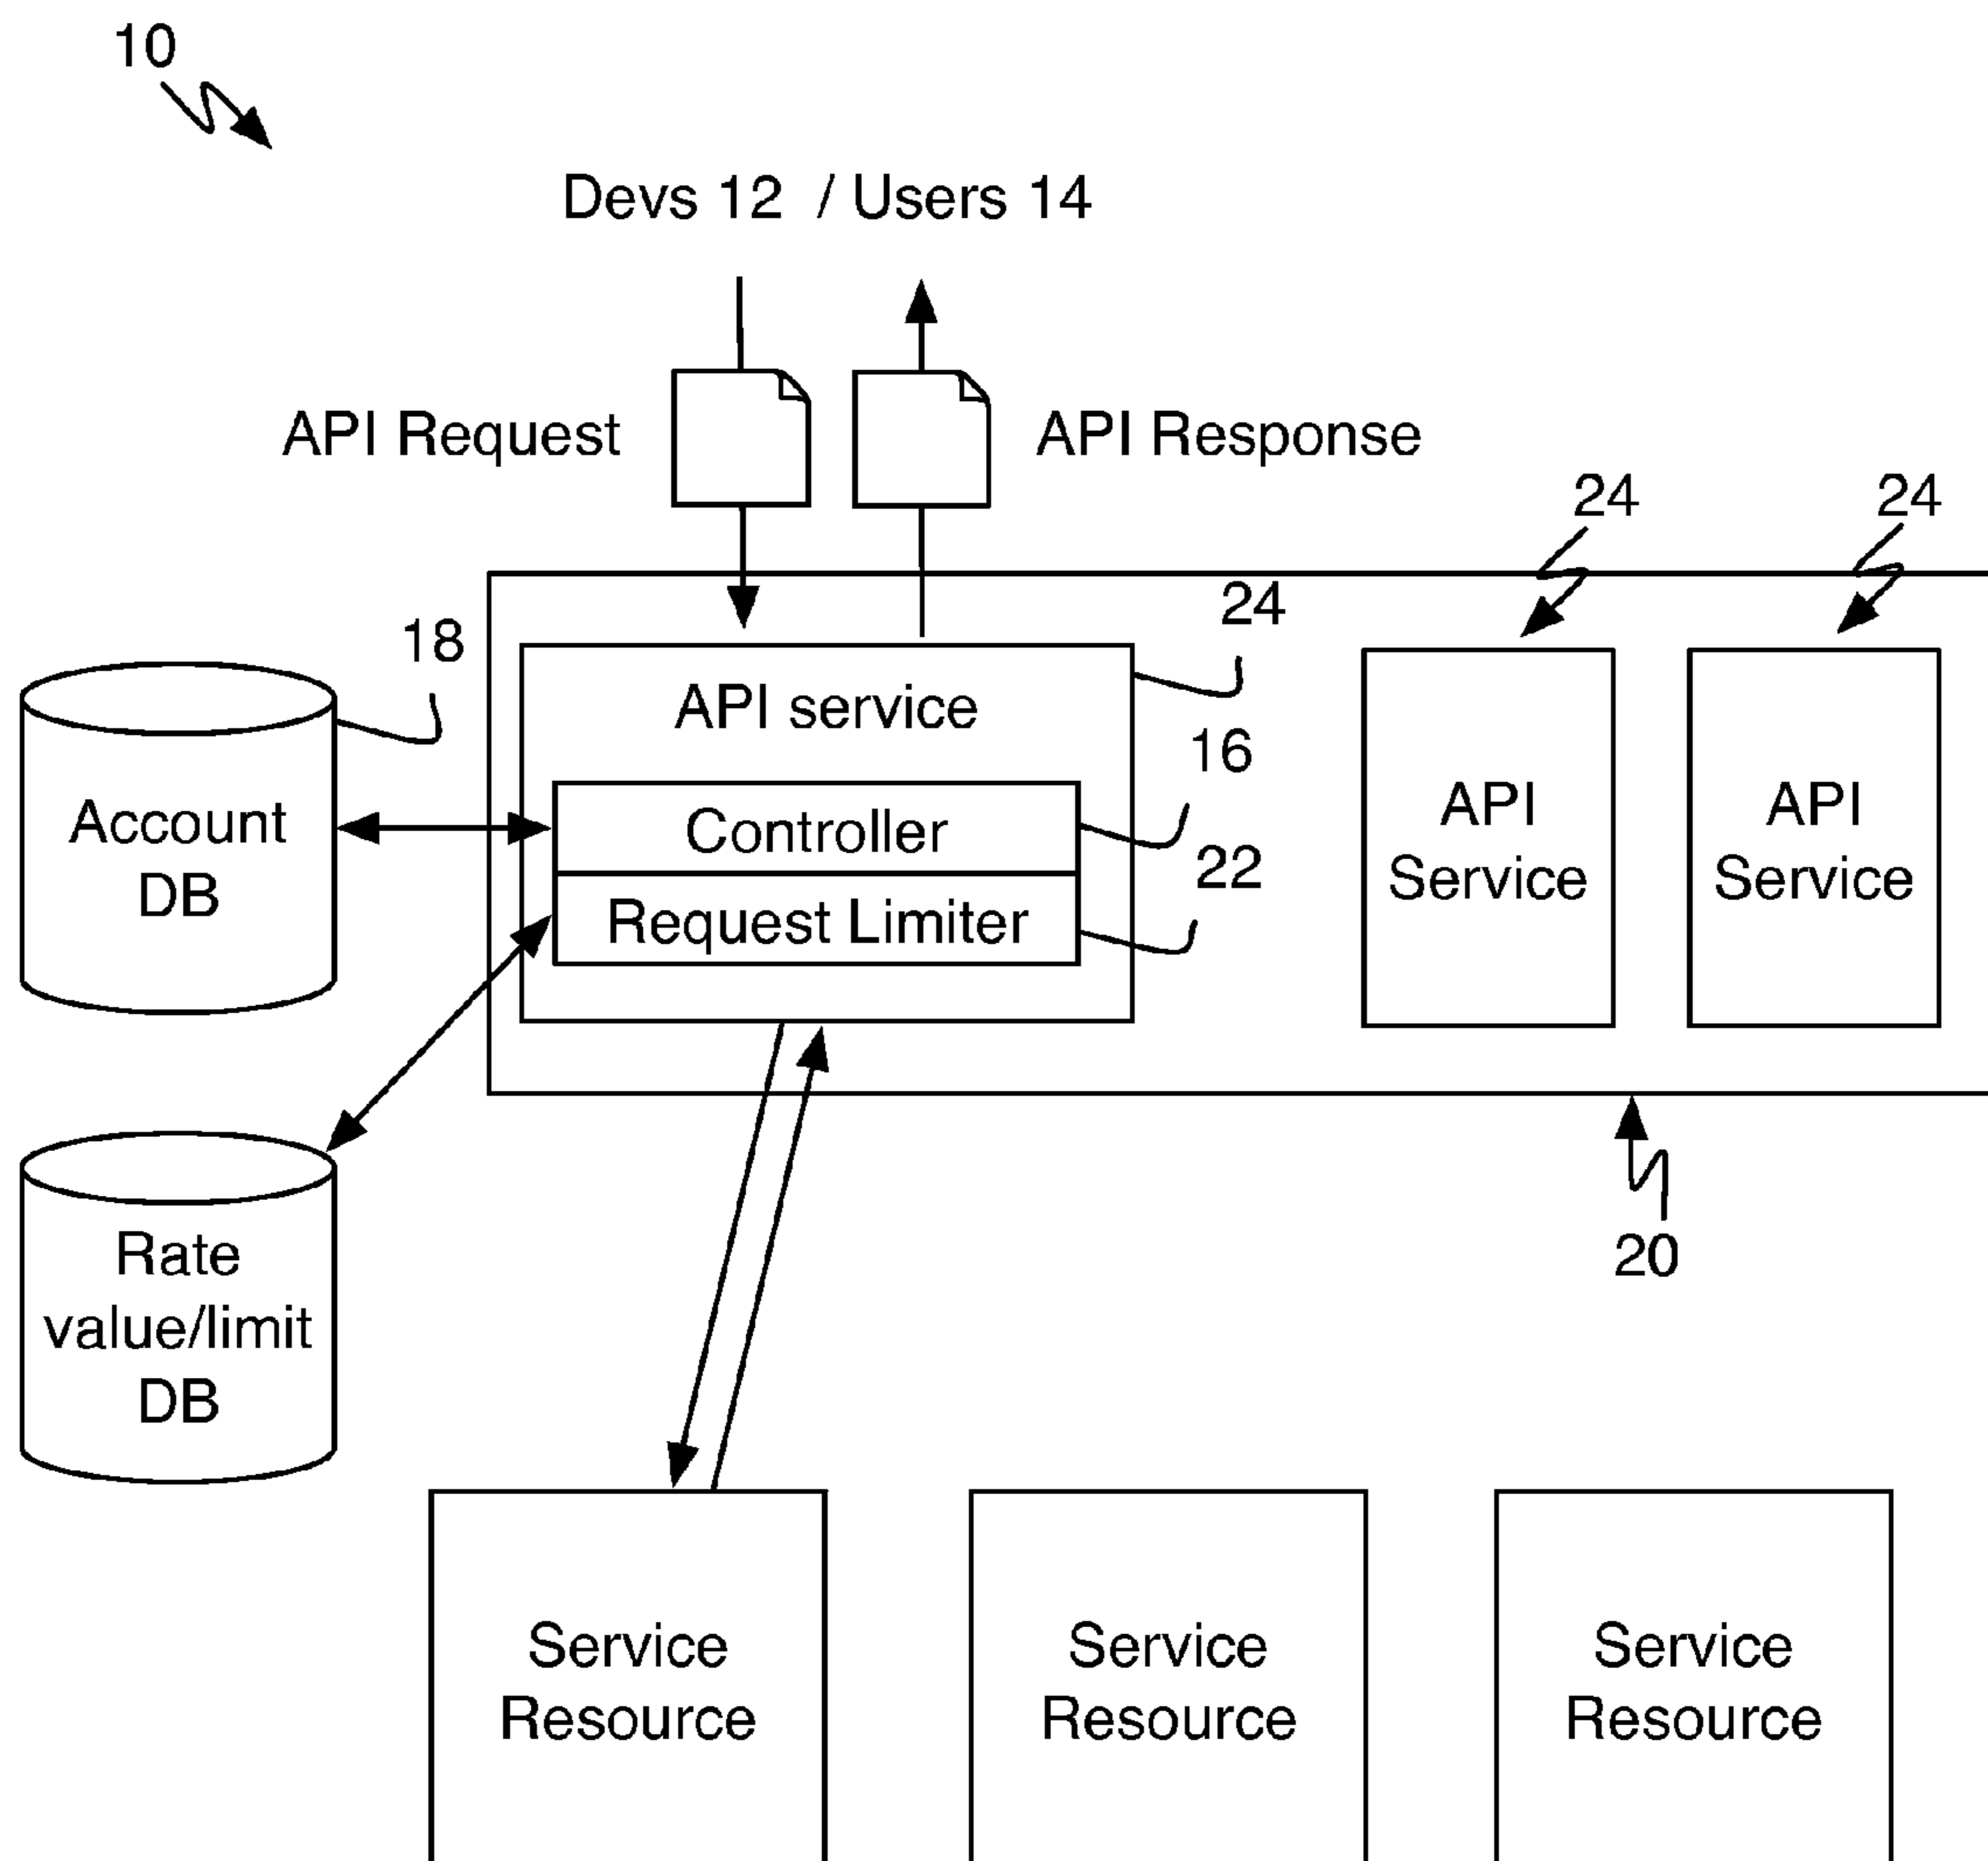 10
Devs 12 / Users 14
API Request
API Response
24
24
24
18
API service
16
Controller
22
Request Limiter
Account
DB
API
Service
API
Service
20
Rate
value/limit
DB
Service
Resource
Service
Resource
Service
Resource